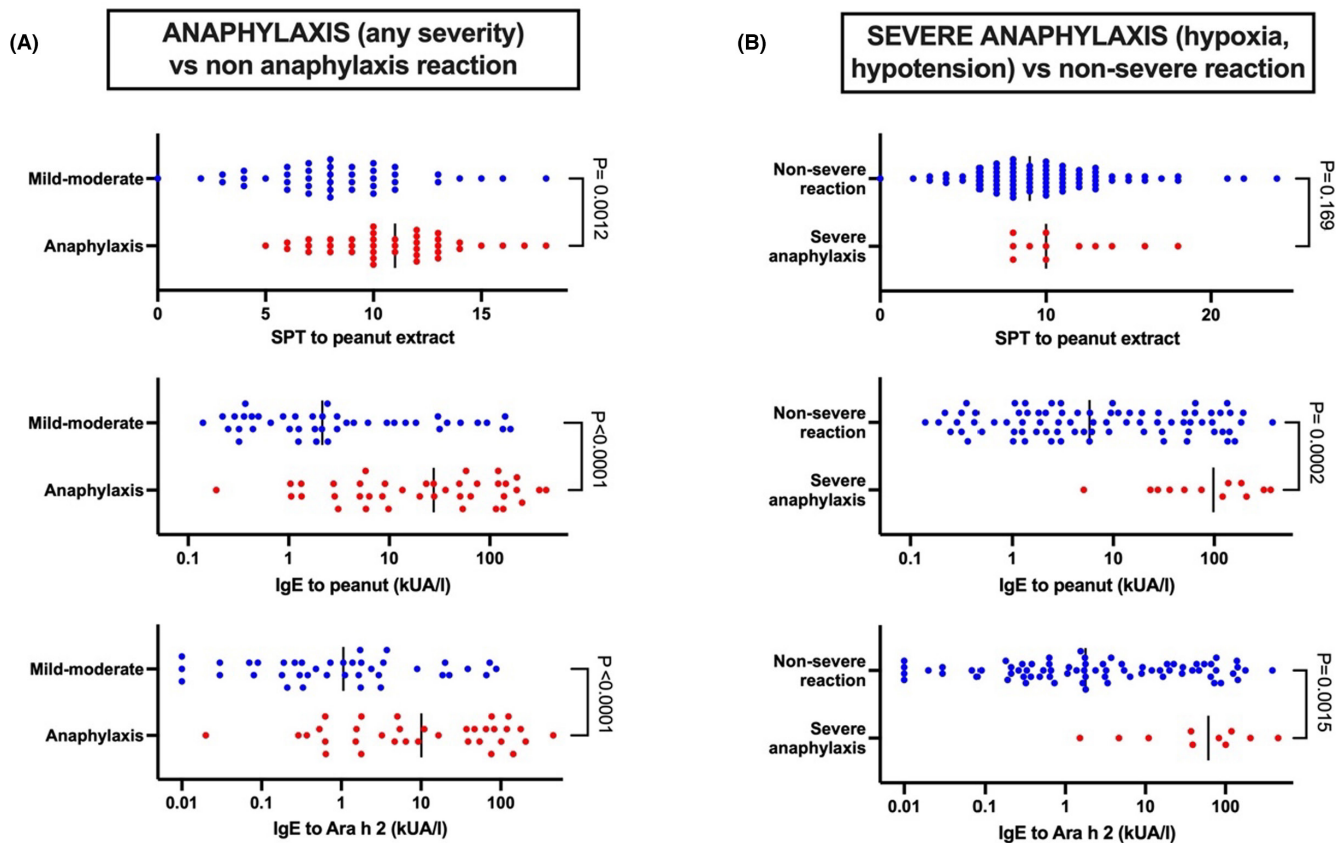 (A)
ANAPHYLAXIS (any severity)
vs non anaphylaxis reaction
Mild-moderate
Anaphylaxis
P= 0.0012
0 5 10 15
SPT to peanut extract
Mild-moderate
Anaphylaxis
P<0.0001
0.1 1 10 100
IgE to peanut (kUA/l)
Mild-moderate
Anaphylaxis
P<0.0001
0.01 0.1 1 10 100
IgE to Ara h 2 (kUA/l)
(B)
SEVERE ANAPHYLAXIS (hypoxia,
hypotension) vs non-severe reaction
Non-severe
reaction
Severe
anaphylaxis
P= 0.169
0 10 20
SPT to peanut extract
Non-severe
reaction
Severe
anaphylaxis
P= 0.0002
0.1 1 10 100
IgE to peanut (kUA/l)
Non-severe
reaction
Severe
anaphylaxis
P= 0.0015
0.01 0.1 1 10 100
IgE to Ara h 2 (kUA/l)